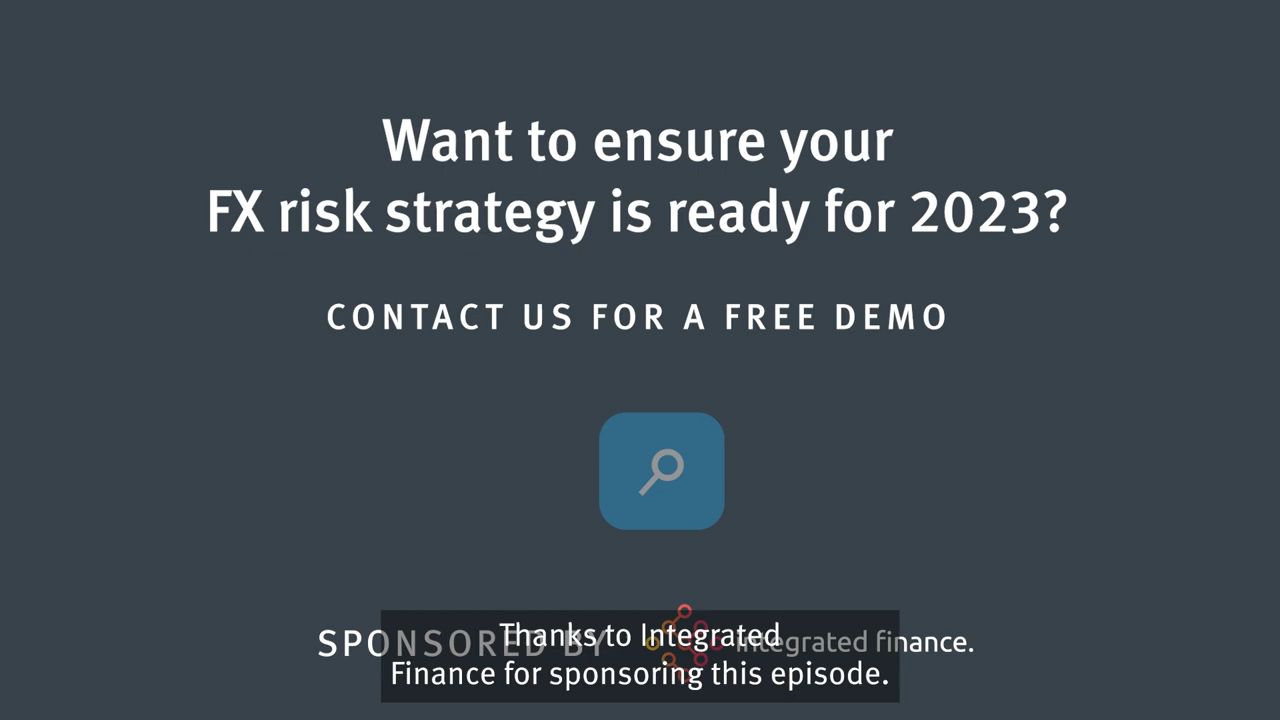 Want to ensure your
FX risk strategy is ready for 2023?
CONTACT US FOR A FREE DEMO
SPONSORED BY integrated finance.
Thanks to Integrated
Finance for sponsoring this episode.